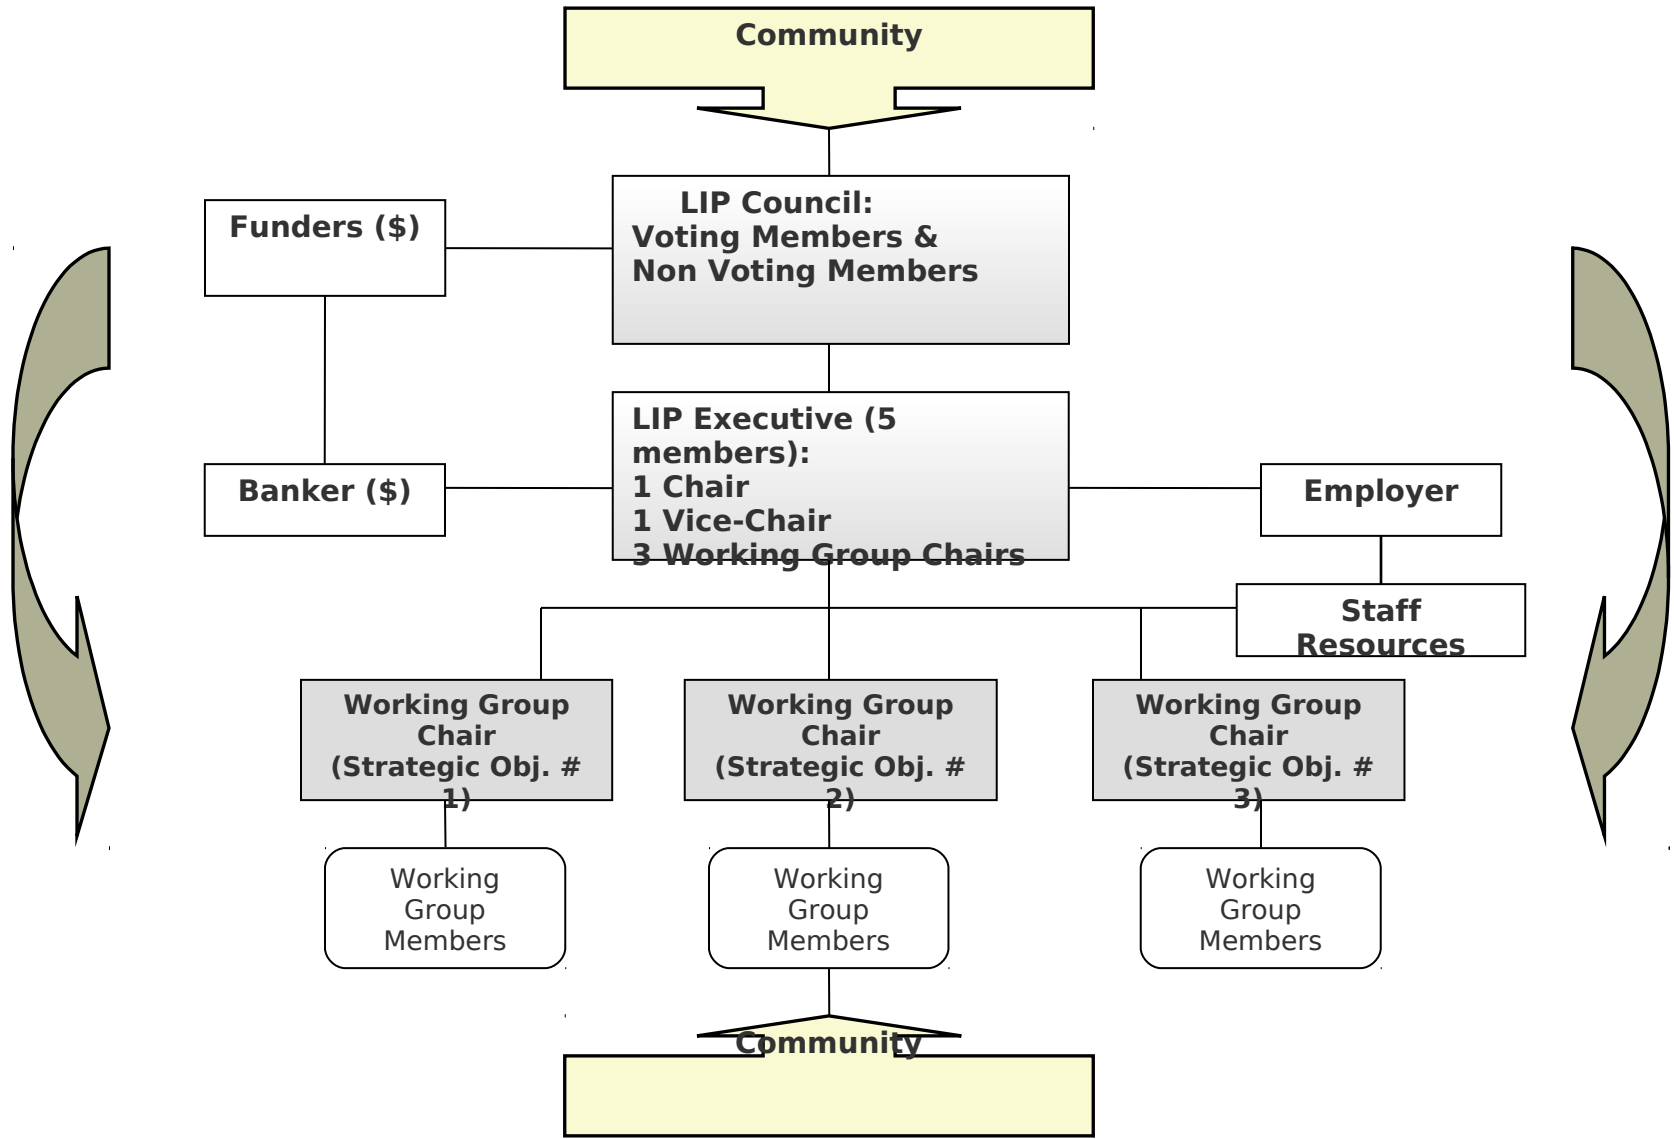 Community
LIP Council:
Voting Members &
Non Voting Members
Funders ($)
LIP Executive (5
members):
1 Chair
1 Vice-Chair
3 Working Group Chairs
Banker ($)
Employer
Staff
Resources
Working Group
Chair
(Strategic Obj. #
1)
Working Group
Chair
(Strategic Obj. #
2)
Working Group
Chair
(Strategic Obj. #
3)
Working
Group
Members
Working
Group
Members
Working
Group
Members
Community